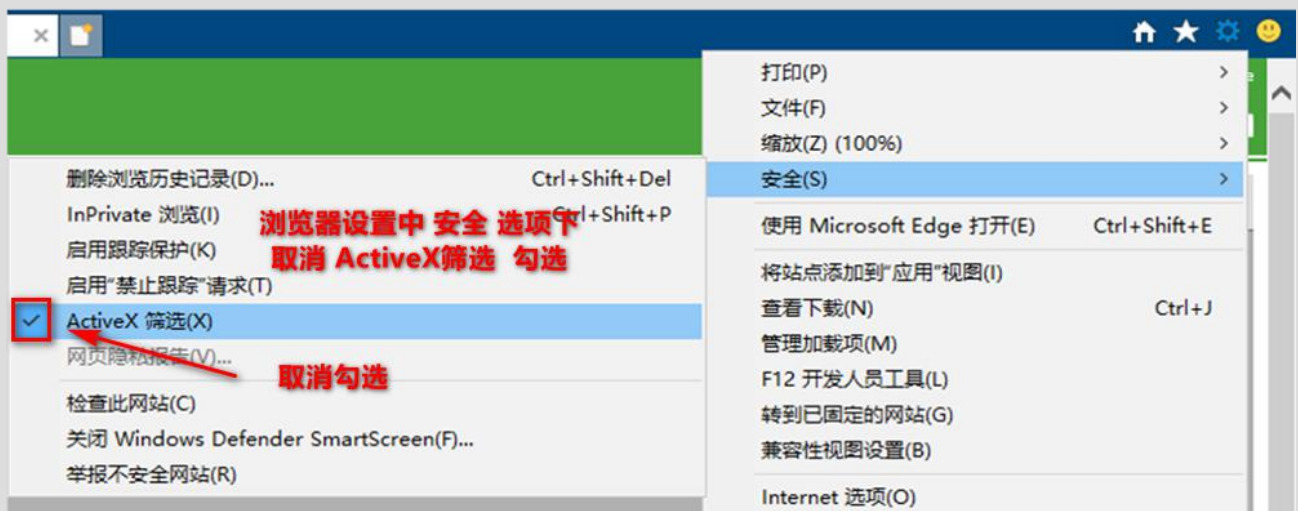 打印(P)
文件(F)
缩放(Z) (100%)
安全(S)
使用 Microsoft Edge 打开(E) Ctrl+Shift+E
将站点添加到“应用”视图(I)
查看下载(N) Ctrl+J
管理加载项(M)
F12 开发人员工具(L)
转到已固定的网站(G)
兼容性视图设置(B)
Internet 选项(O)
删除浏览历史记录(D)... Ctrl+Shift+Del
InPrivate 浏览(I) Ctrl+Shift+P
浏览器设置中 安全 选项下
启用跟踪保护(K)
取消 ActiveX筛选 勾选
启用“禁止跟踪”请求(T)
ActiveX 筛选(X)
网页隐私报告(V)...
取消勾选
检查此网站(C)
关闭 Windows Defender SmartScreen(F)...
举报不安全网站(R)